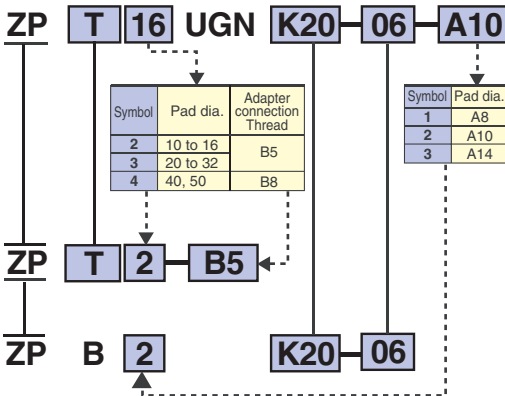 ZP T 16 UGN K20 06 A10
Symbol Pad dia. Adapter connection Thread
2 10 to 16 B5
3 20 to 32
4 40, 50 B8
Symbol Pad dia.
1 A8
2 A10
3 A14
ZP T 2 B5
ZP B 2 K20 06